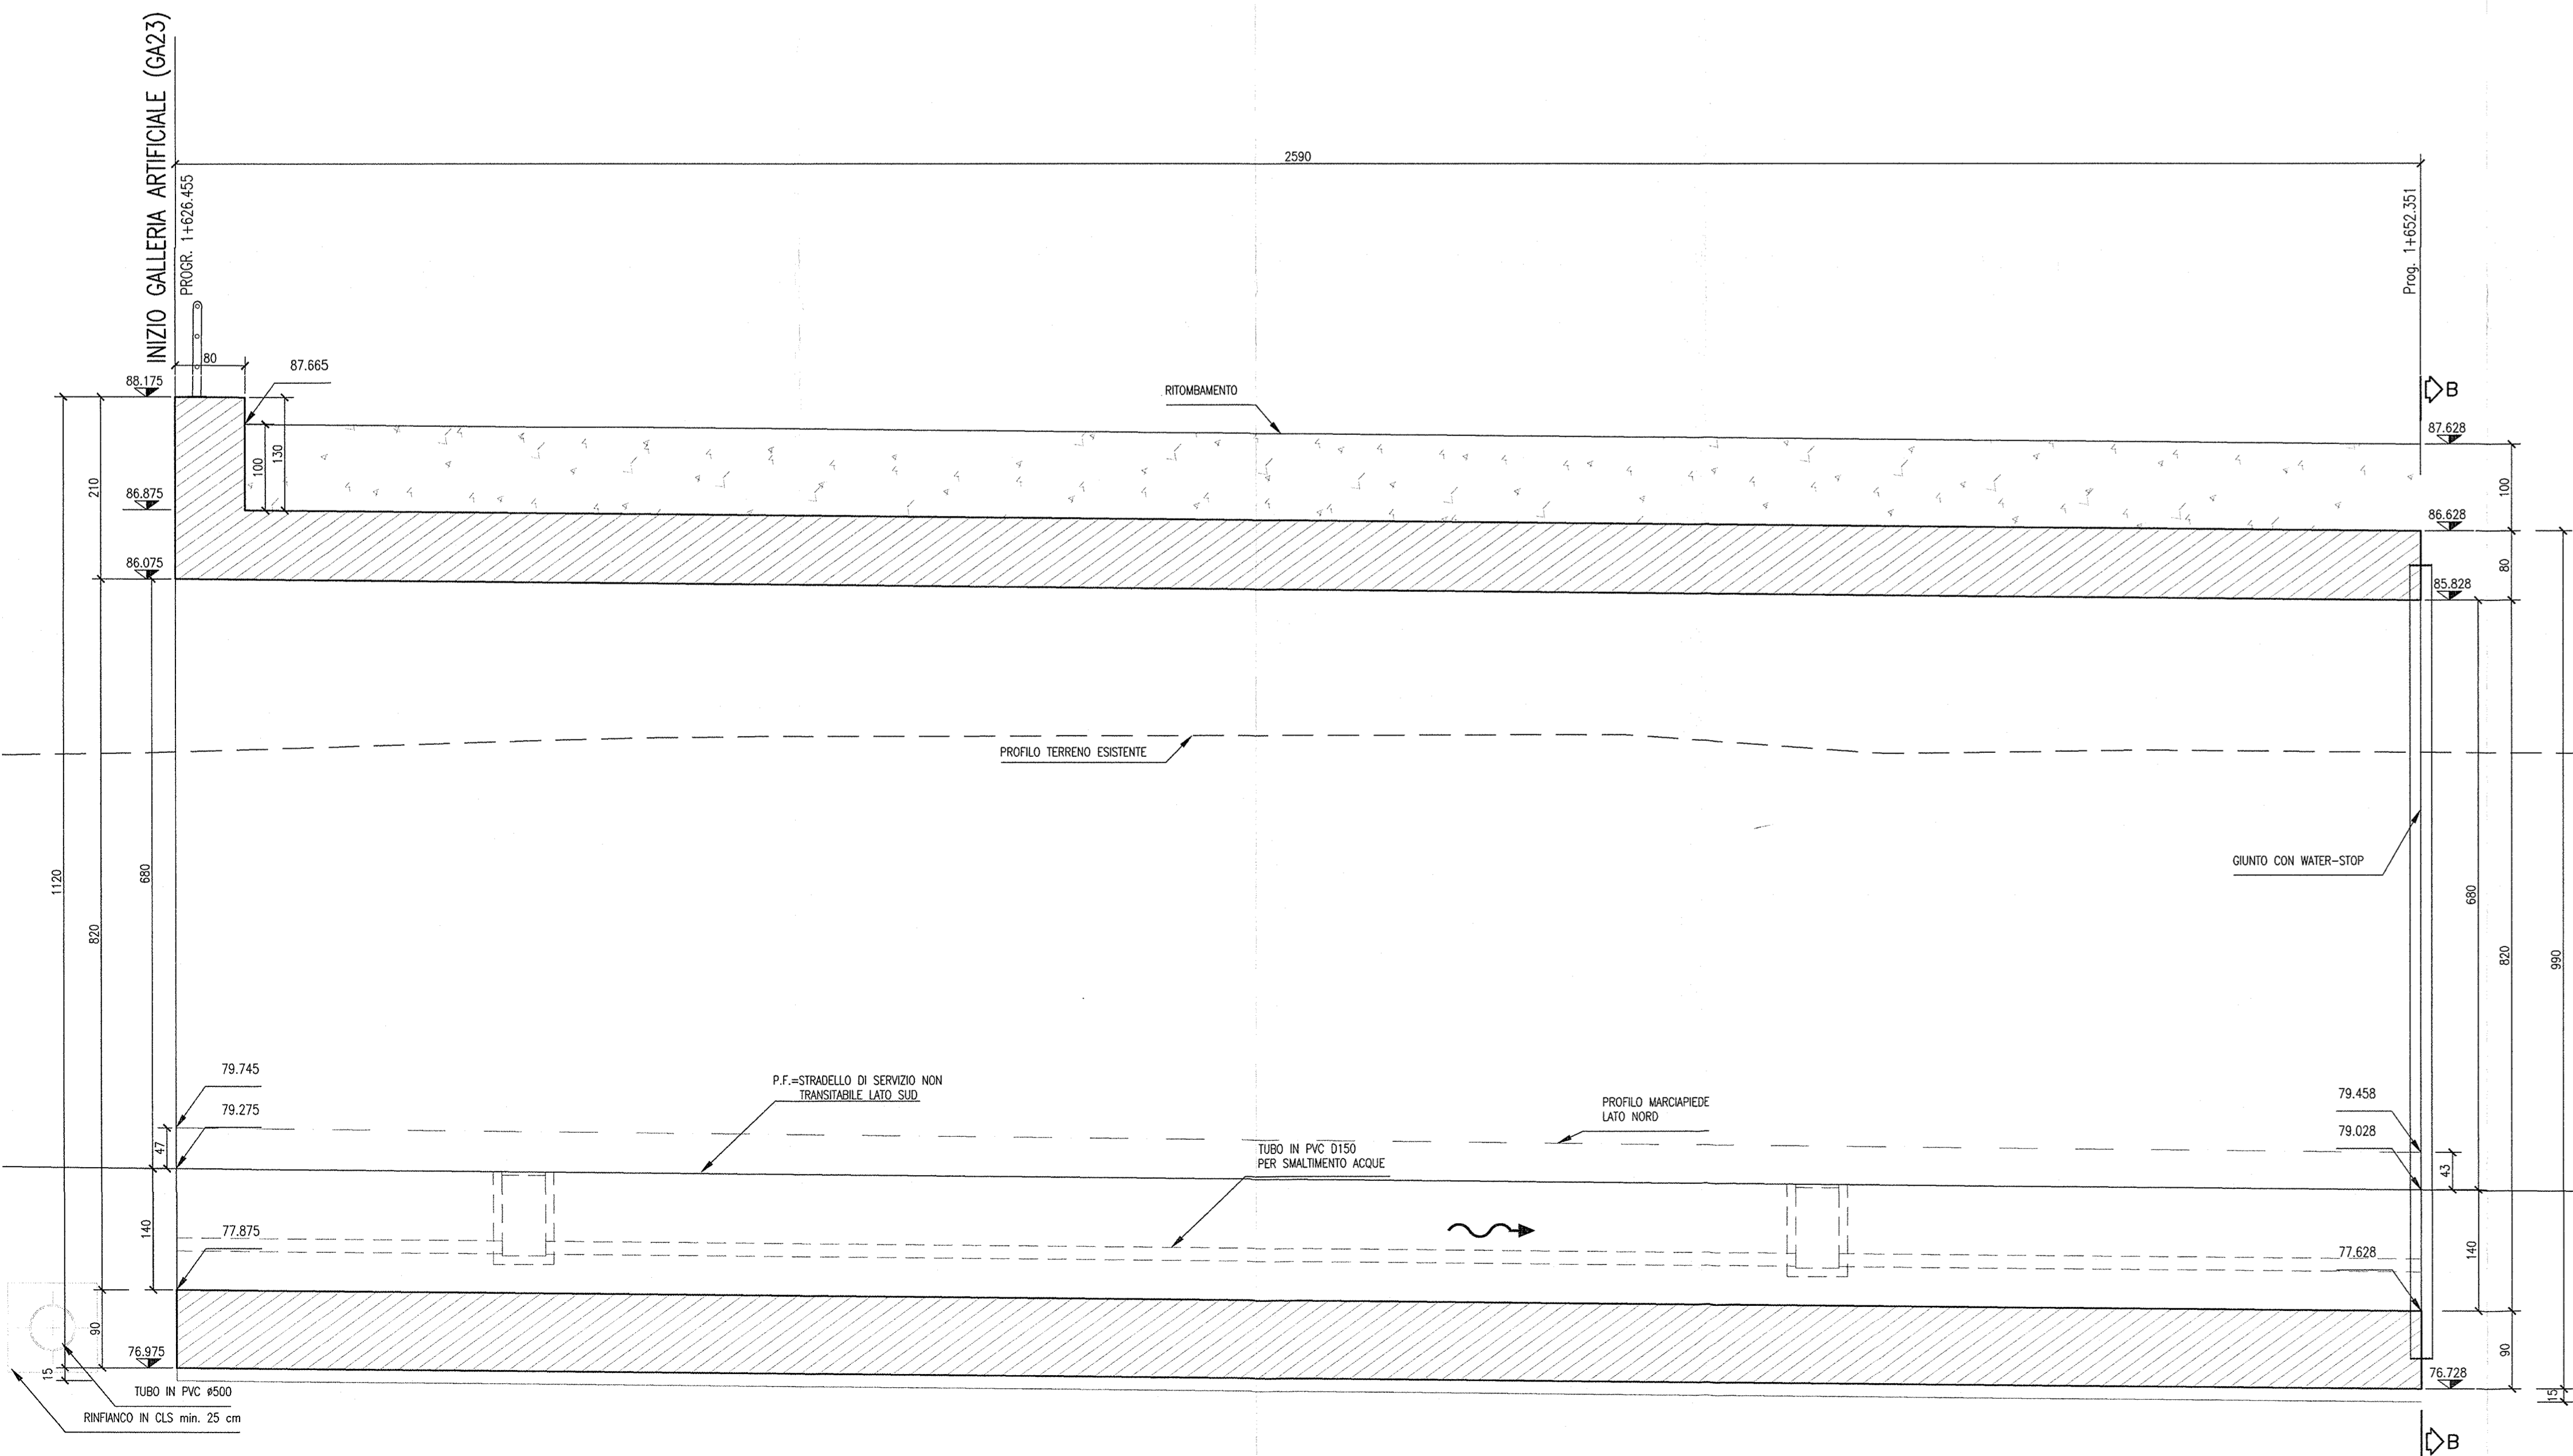 INIZIO GALLERIA ARTIFICIALE (GA23)
PROGR. 1+626.455
2590
Prog. 1+652.351
80
87.665
88.175
RITOMBAMENTO
B
87.628
210
100
130
86.875
100
86.628
86.075
80
85.828
PROFILO TERRENO ESISTENTE
1120
820
680
GIUNTO CON WATER-STOP
680
820
990
79.745
79.275
47
P.F.=STRADELLO DI SERVIZIO NON
TRANSITABILE LATO SUD
PROFILO MARCIAPIEDE
LATO NORD
79.458
79.028
43
TUBO IN PVC D150
PER SMALTIMENTO ACQUE
140
77.875
77.628
140
90
76.975
15
90
76.728
15
TUBO IN PVC ø500
RINFIANCO IN CLS min. 25 cm
B